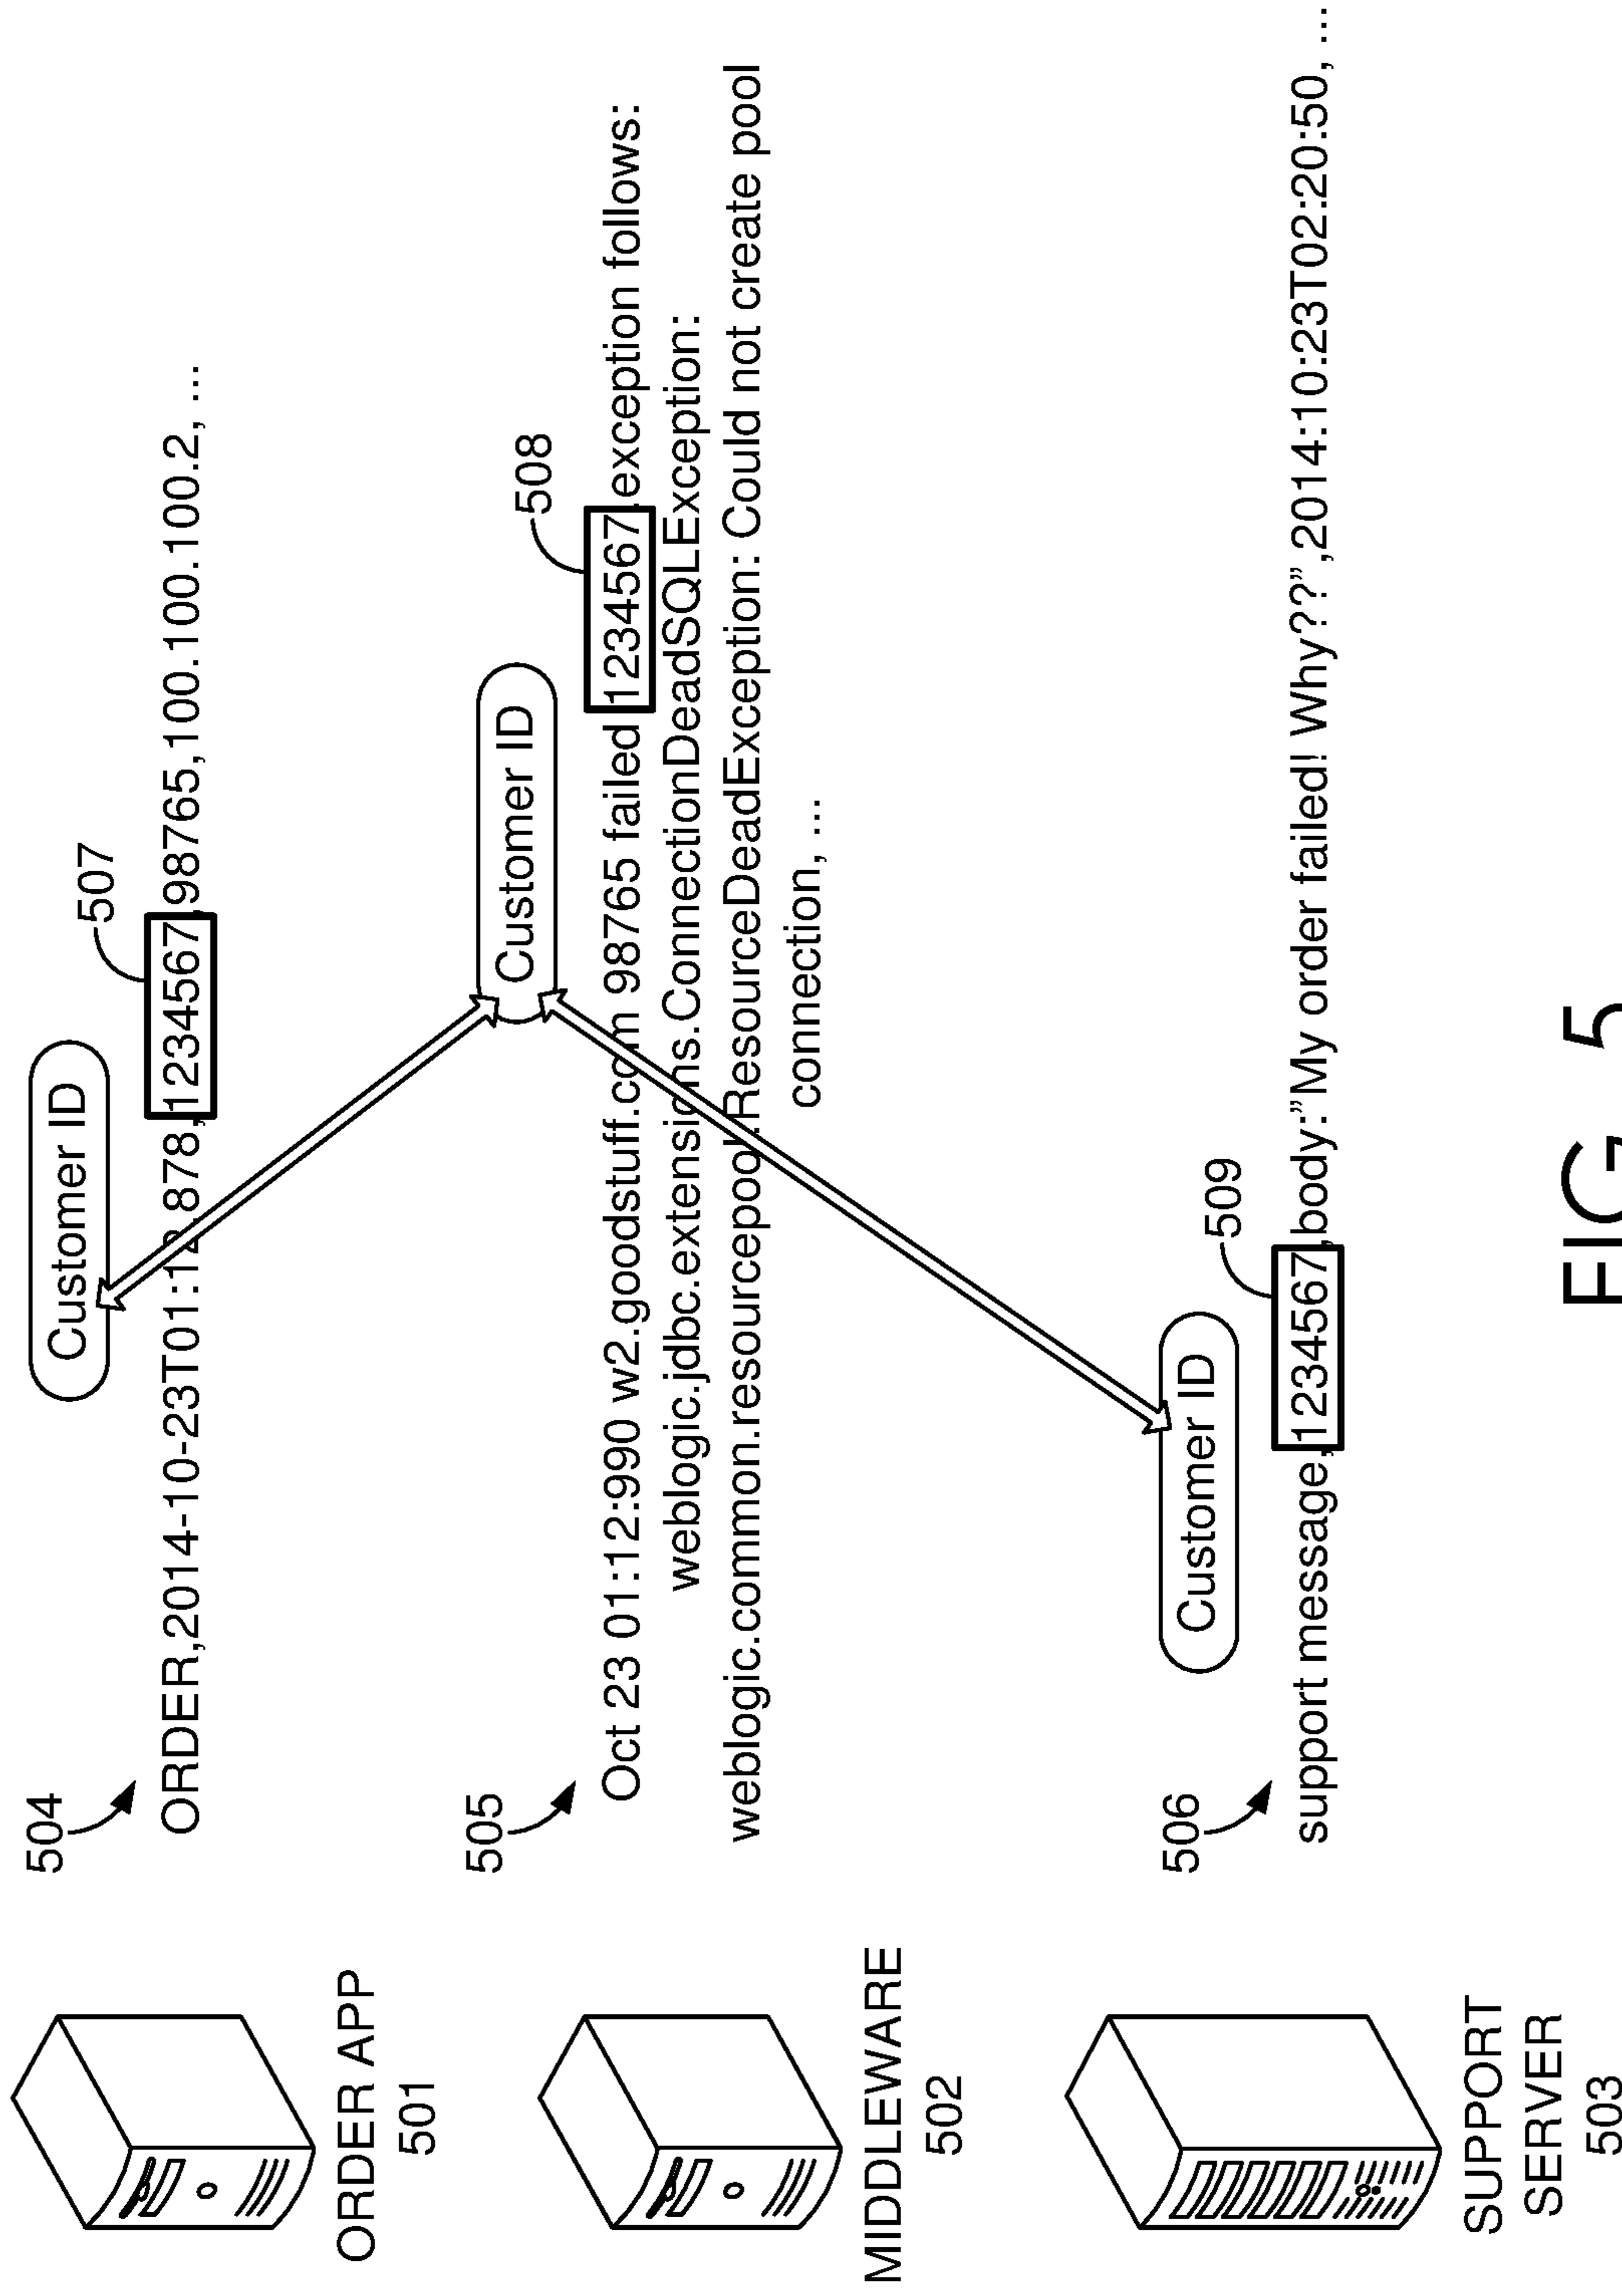 ORDER APP
501
504
Customer ID
507
ORDER,2014-10-23T01:12.878,1234567,98765,100.100.100.2, ...
MIDDLEWARE
502
505
Customer ID
508
Oct 23 01:12:990 w2.goodstuff.com 98765 failed 1234567,exception follows:
weblogic.jdbc.extensions.ConnectionDeadSQLException:
weblogic.common.resourcepool.ResourceDeadException: Could not create pool
connection, ...
SUPPORT
SERVER
503
506
Customer ID
509
support message,1234567,body:”My order failed! Why???”,2014:10:23T02:20:50, ...
FIG. 5